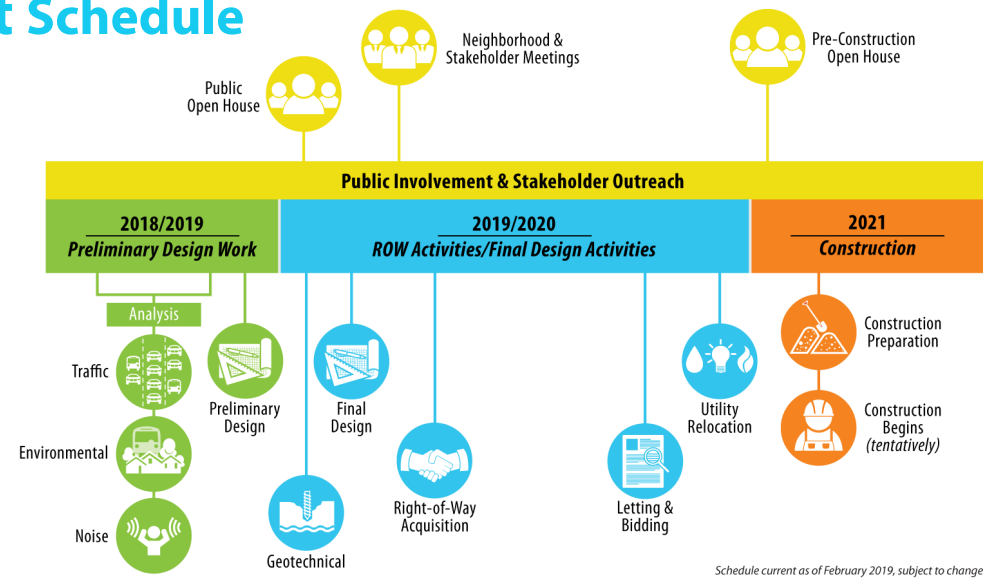 t Schedule
Neighborhood &
Stakeholder Meetings
Pre-Construction
Open House
Public
Open House
Public Involvement & Stakeholder Outreach
2018/2019
Preliminary Design Work
2019/2020
ROW Activities/Final Design Activities
2021
Construction
Analysis
Traffic
Environmental
Noise
Preliminary
Design
Geotechnical
Final
Design
Right-of-Way
Acquisition
Letting &
Bidding
Utility
Relocation
Construction
Preparation
Construction
Begins
(tentatively)
Schedule current as of February 2019, subject to change